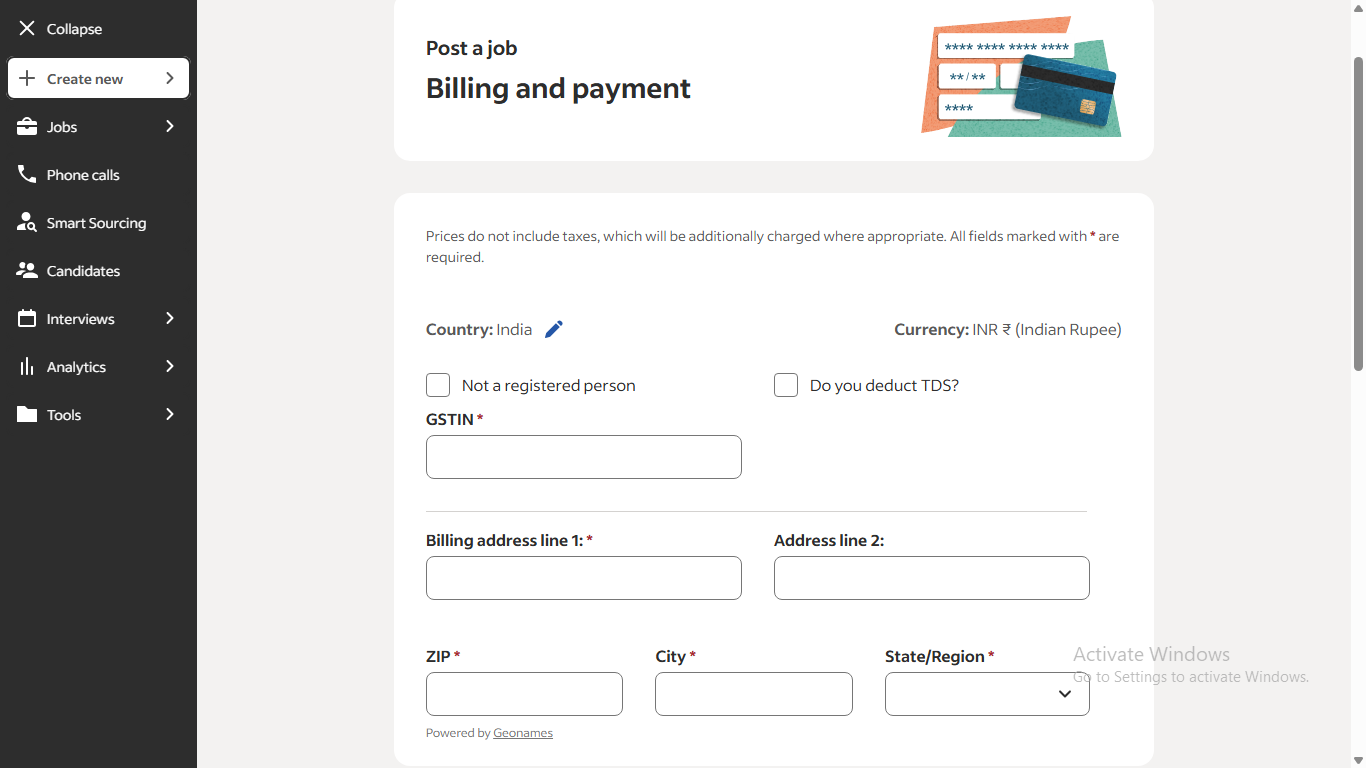 Collapse
Create new
Jobs
Phone calls
Smart Sourcing
Candidates
Interviews
Analytics
Tools
Post a job
Billing and payment
**** **** **** ****
**/**
****
Prices do not include taxes, which will be additionally charged where appropriate. All fields marked with * are
required.
Country: India
Currency: INR ₹ (Indian Rupee)
Not a registered person
Do you deduct TDS?
GSTIN *
Billing address line 1: *
Address line 2:
ZIP *
City *
State/Region *
Powered by Geonames
Activate Windows
Go to Settings to activate Windows.